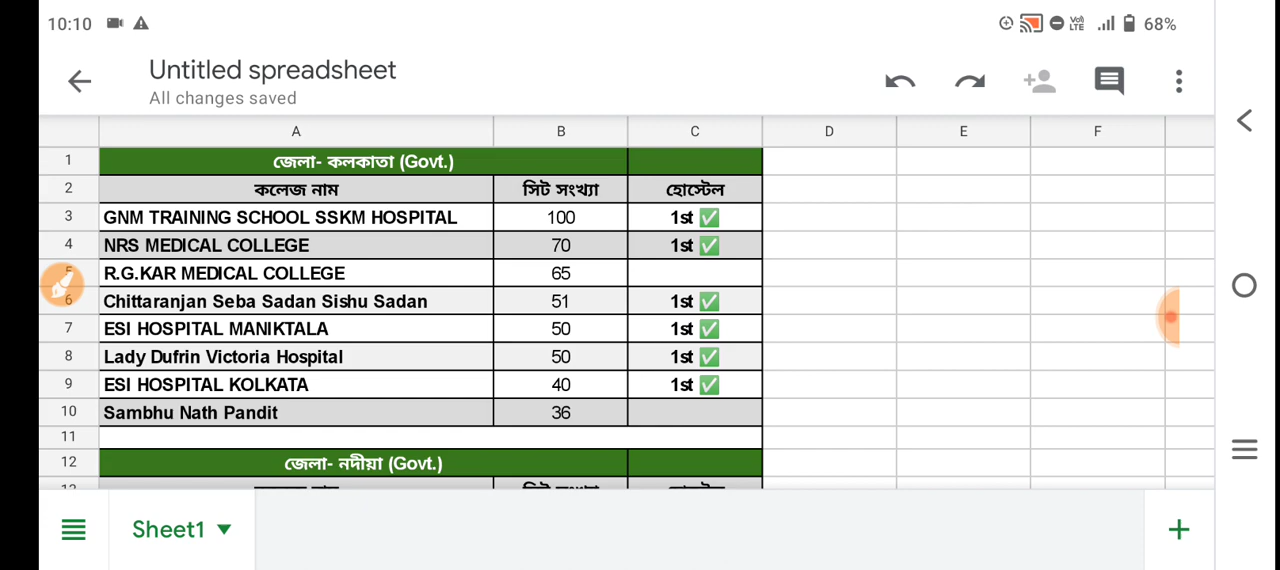 10:10 Vo) LTE 68%
Untitled spreadsheet
All changes saved
A B C D E F
1 জেলা- কলকাতা (Govt.)
2 কলেজ নাম সিট সংখ্যা হোস্টেল
3 GNM TRAINING SCHOOL SSKM HOSPITAL 100 1st ✅
4 NRS MEDICAL COLLEGE 70 1st ✅
5 R.G.KAR MEDICAL COLLEGE 65
6 Chittaranjan Seba Sadan Sishu Sadan 51 1st ✅
7 ESI HOSPITAL MANIKTALA 50 1st ✅
8 Lady Dufrin Victoria Hospital 50 1st ✅
9 ESI HOSPITAL KOLKATA 40 1st ✅
10 Sambhu Nath Pandit 36
11
12 জেলা- নদীয়া (Govt.)
Sheet1